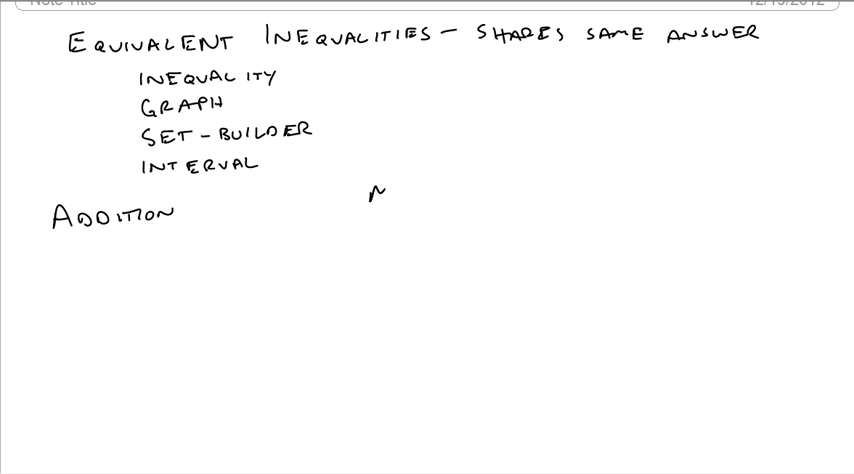 EQUIVALENT INEQUALITIES - SHARES SAME ANSWER
INEQUALITY
GRAPH
SET - BUILDER
INTERVAL
ADDITION